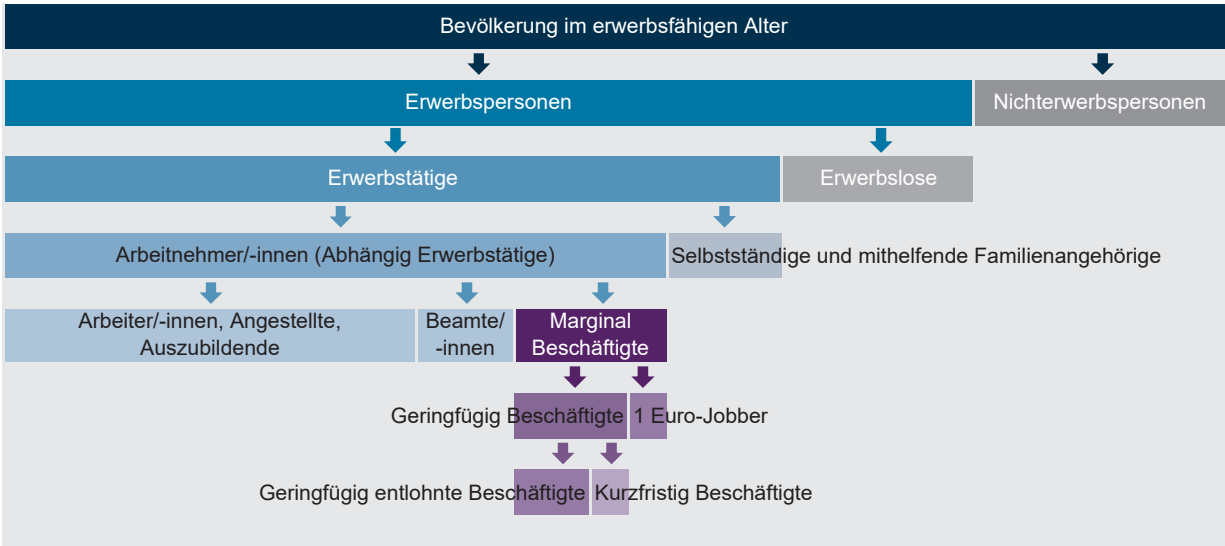 Bevölkerung im erwerbsfähigen Alter
Erwerbspersonen
Nichterwerbspersonen
Erwerbstätige
Erwerbslose
Arbeitnehmer/-innen (Abhängig Erwerbstätige)
Selbstständige und mithelfende Familienangehörige
Arbeiter/-innen, Angestellte,
Auszubildende
Beamte/
-innen
Marginal
Beschäftigte
Geringfügig Beschäftigte
1 Euro-Jobber
Geringfügig entlohnte Beschäftigte
Kurzfristig Beschäftigte